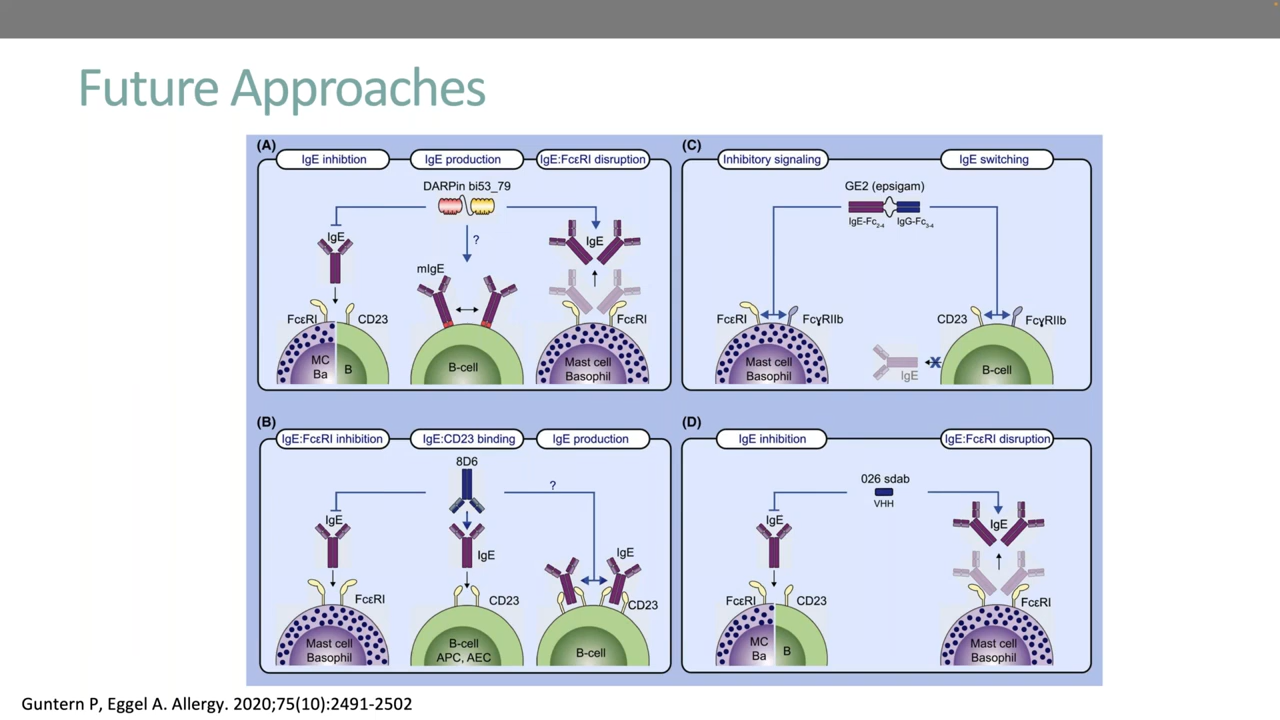 Future Approaches
(A)
IgE inhibtion
IgE production
IgE:FcεRI disruption
DARPin bi53_79
IgE
?
IgE
mIgE
FcεRI
CD23
FcεRI
MC
Ba
B
B-cell
Mast cell
Basophil
(C)
Inhibitory signaling
IgE switching
GE2 (epsigam)
IgE-Fc2-4
IgG-Fc3-4
FcεRI
FcɣRIIb
CD23
FcɣRIIb
Mast cell
Basophil
IgE
X
B-cell
(B)
IgE:FcεRI inhibition
IgE:CD23 binding
IgE production
8D6
?
IgE
IgE
IgE
FcεRI
CD23
CD23
Mast cell
Basophil
B-cell
APC, AEC
B-cell
(D)
IgE inhibition
IgE:FcεRI disruption
026 sdab
VHH
IgE
IgE
FcεRI
CD23
FcεRI
MC
Ba
B
Mast cell
Basophil
Guntern P, Eggel A. Allergy. 2020;75(10):2491-2502